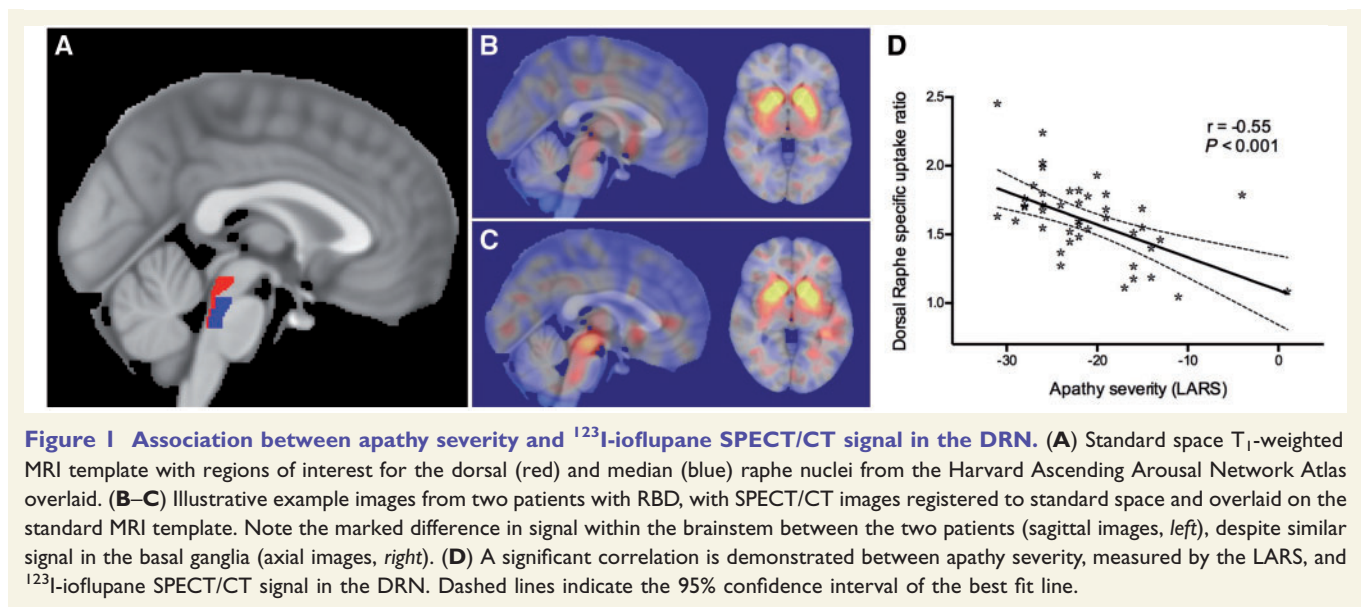 A
B
C
D
Dorsal Raphe specific uptake ratio
2.5
2.0
1.5
1.0
r = -0.55
P < 0.001
-30 -20 -10 0
Apathy severity (LARS)
Figure 1 Association between apathy severity and ¹²³I-ioflupane SPECT/CT signal in the DRN. (A) Standard space T₁-weighted
MRI template with regions of interest for the dorsal (red) and median (blue) raphe nuclei from the Harvard Ascending Arousal Network Atlas
overlaid. (B–C) Illustrative example images from two patients with RBD, with SPECT/CT images registered to standard space and overlaid on the
standard MRI template. Note the marked difference in signal within the brainstem between the two patients (sagittal images, left), despite similar
signal in the basal ganglia (axial images, right). (D) A significant correlation is demonstrated between apathy severity, measured by the LARS, and
¹²³I-ioflupane SPECT/CT signal in the DRN. Dashed lines indicate the 95% confidence interval of the best fit line.